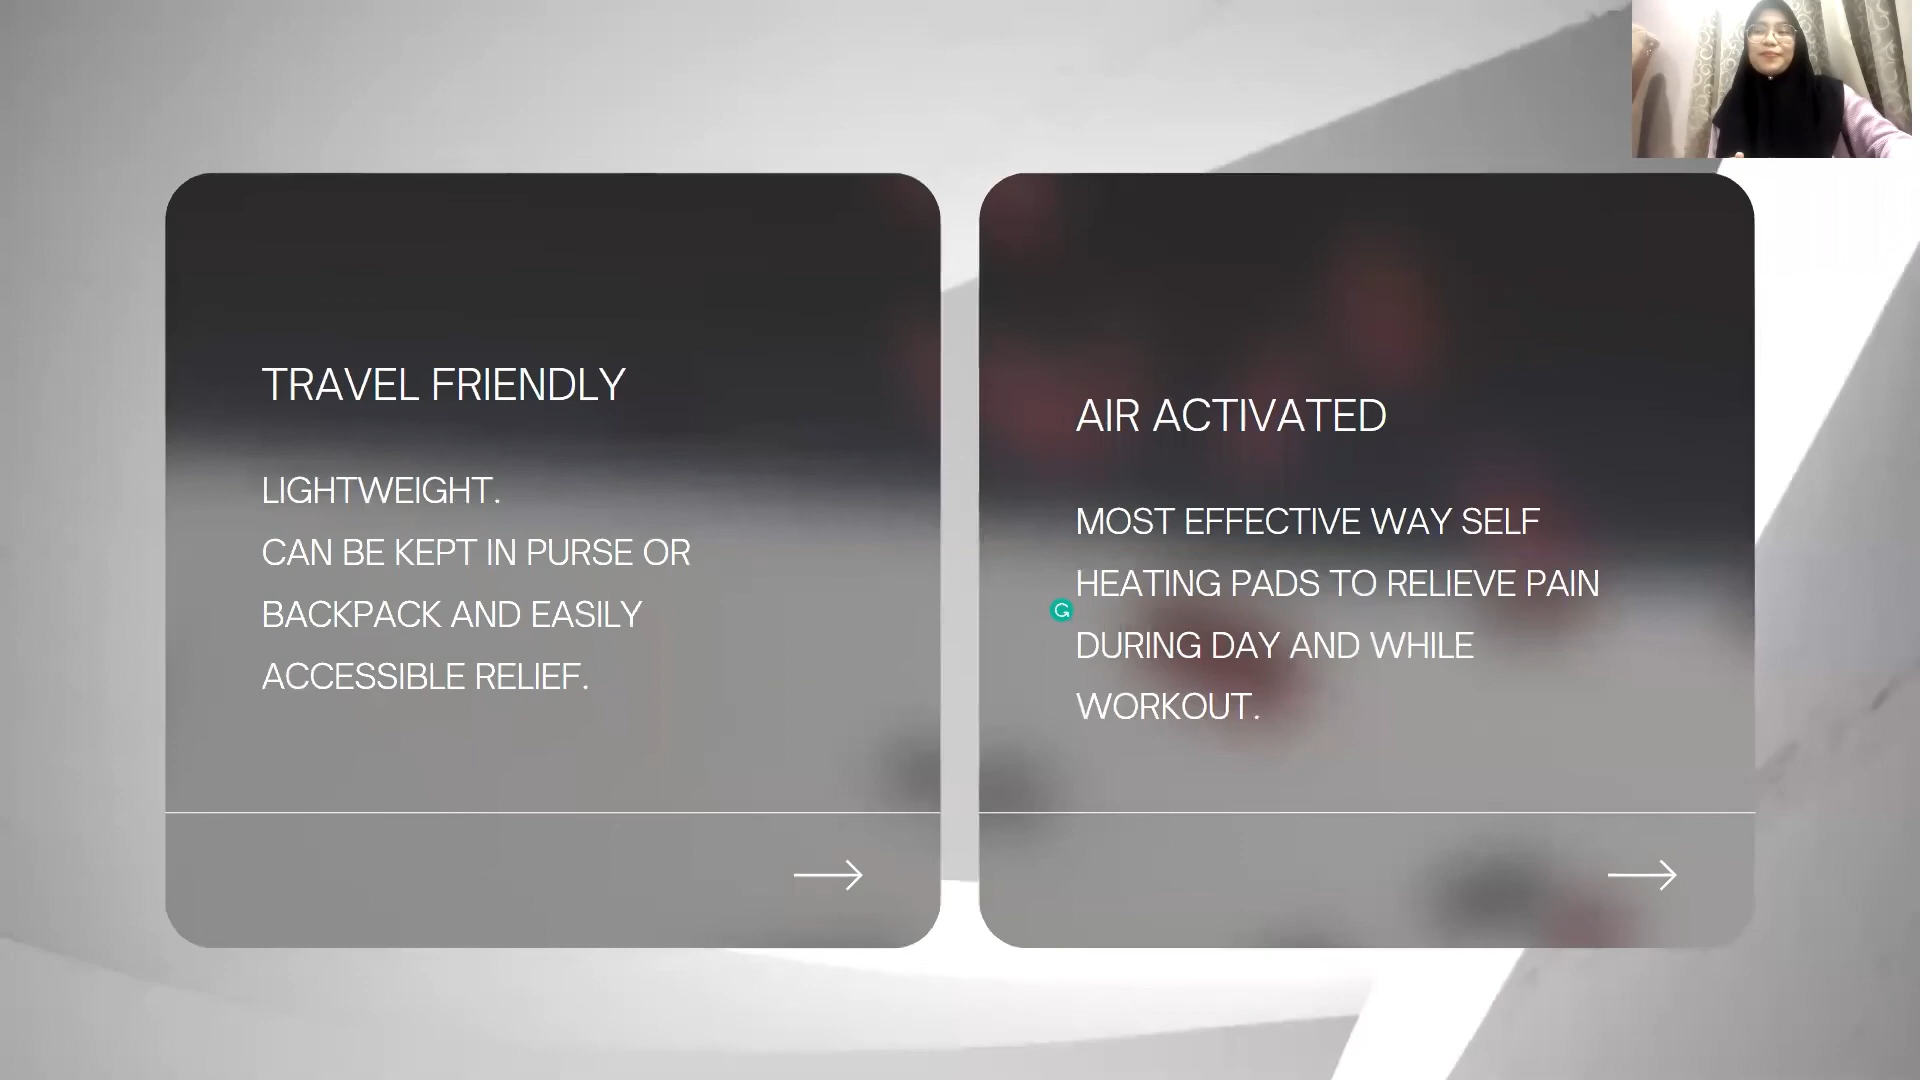 TRAVEL FRIENDLY
LIGHTWEIGHT.
CAN BE KEPT IN PURSE OR
BACKPACK AND EASILY
ACCESSIBLE RELIEF.
AIR ACTIVATED
MOST EFFECTIVE WAY SELF
HEATING PADS TO RELIEVE PAIN
DURING DAY AND WHILE
WORKOUT.